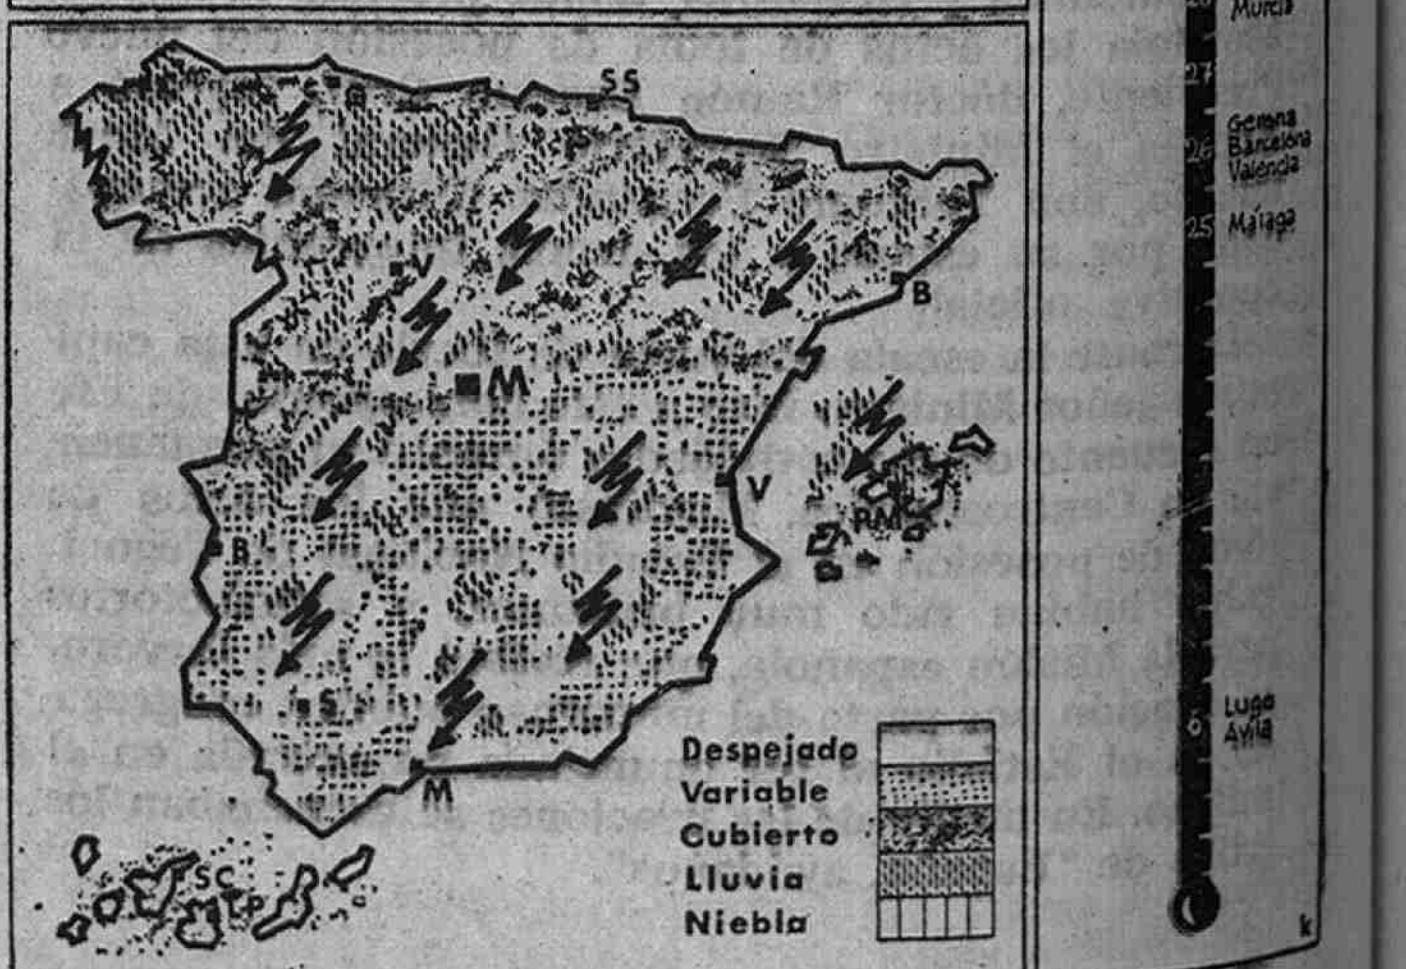 SS
C
V
M
B
V
PM
B
S
M
SC
LP
Despejado
Variable
Cubierto
Lluvia
Niebla
Murcia
27
Gerona
26 Barcelona
Valencia
25 Málaga
Lugo
6 Ávila
k